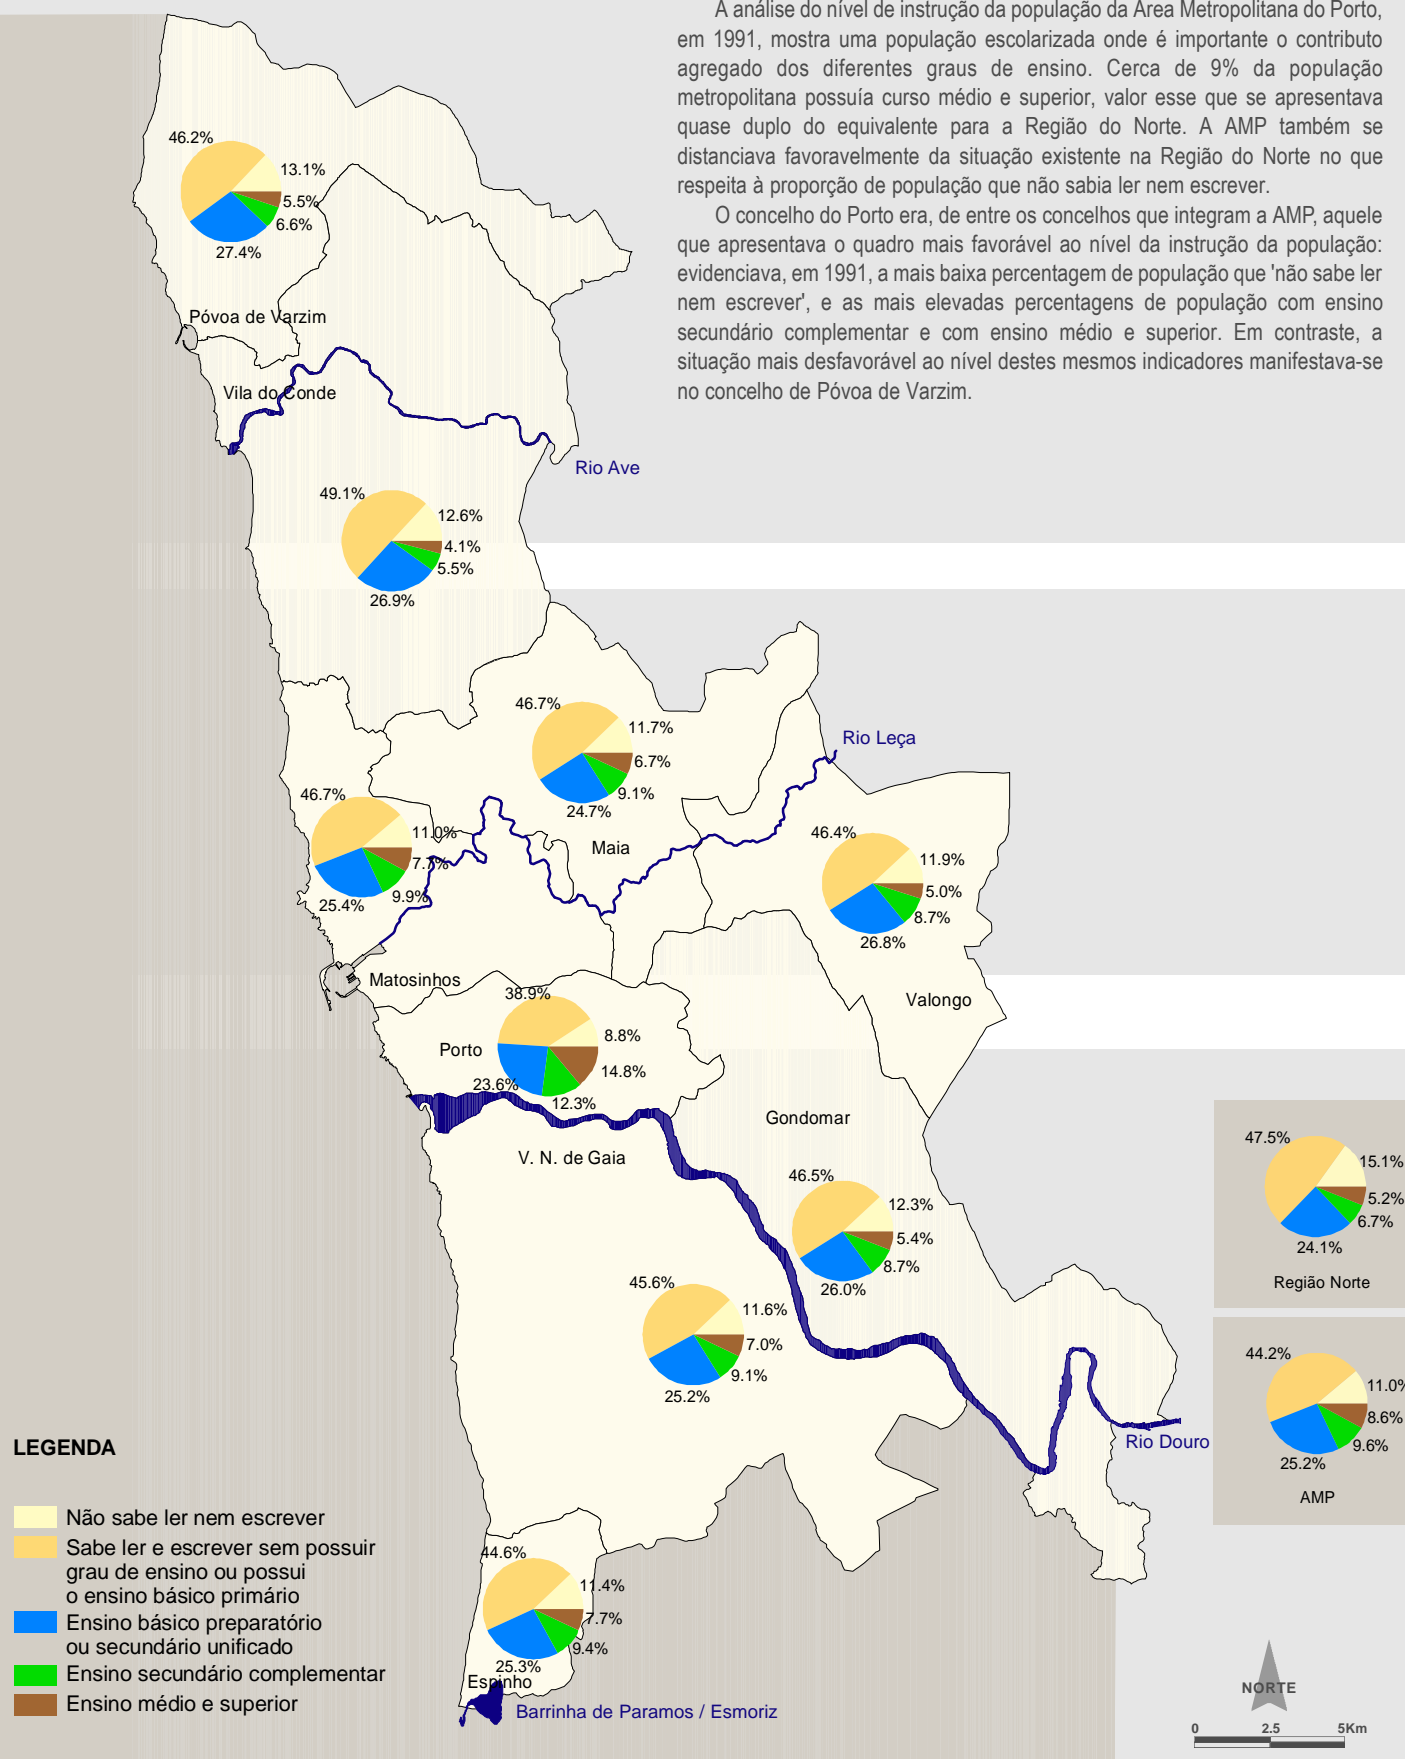 A análise do nível de instrução da população da Área Metropolitana do Porto,
em 1991, mostra uma população escolarizada onde é importante o contributo
agregado dos diferentes graus de ensino. Cerca de 9% da população
metropolitana possuía curso médio e superior, valor esse que se apresentava
quase duplo do equivalente para a Região do Norte. A AMP também se
distanciava favoravelmente da situação existente na Região do Norte no que
respeita à proporção de população que não sabia ler nem escrever.
O concelho do Porto era, de entre os concelhos que integram a AMP, aquele
que apresentava o quadro mais favorável ao nível da instrução da população:
evidenciava, em 1991, a mais baixa percentagem de população que 'não sabe ler
nem escrever', e as mais elevadas percentagens de população com ensino
secundário complementar e com ensino médio e superior. Em contraste, a
situação mais desfavorável ao nível destes mesmos indicadores manifestava-se
no concelho de Póvoa de Varzim.
46.2%
13.1%
5.5%
6.6%
27.4%
Póvoa de Varzim
Vila do Conde
Rio Ave
49.1%
12.6%
4.1%
5.5%
26.9%
46.7%
11.7%
6.7%
9.1%
24.7%
Maia
Rio Leça
46.7%
11.0%
7.7%
9.9%
25.4%
Matosinhos
46.4%
11.9%
5.0%
8.7%
26.8%
Valongo
38.9%
8.8%
14.8%
12.3%
23.6%
Porto
Gondomar
46.5%
12.3%
5.4%
8.7%
26.0%
V. N. de Gaia
45.6%
11.6%
7.0%
9.1%
25.2%
47.5%
15.1%
5.2%
6.7%
24.1%
Região Norte
44.2%
11.0%
8.6%
9.6%
25.2%
AMP
Rio Douro
44.6%
11.4%
7.7%
9.4%
25.3%
Espinho
Barrinha de Paramos / Esmoriz
LEGENDA
Não sabe ler nem escrever
Sabe ler e escrever sem possuir
grau de ensino ou possui
o ensino básico primário
Ensino básico preparatório
ou secundário unificado
Ensino secundário complementar
Ensino médio e superior
NORTE
0 2.5 5Km